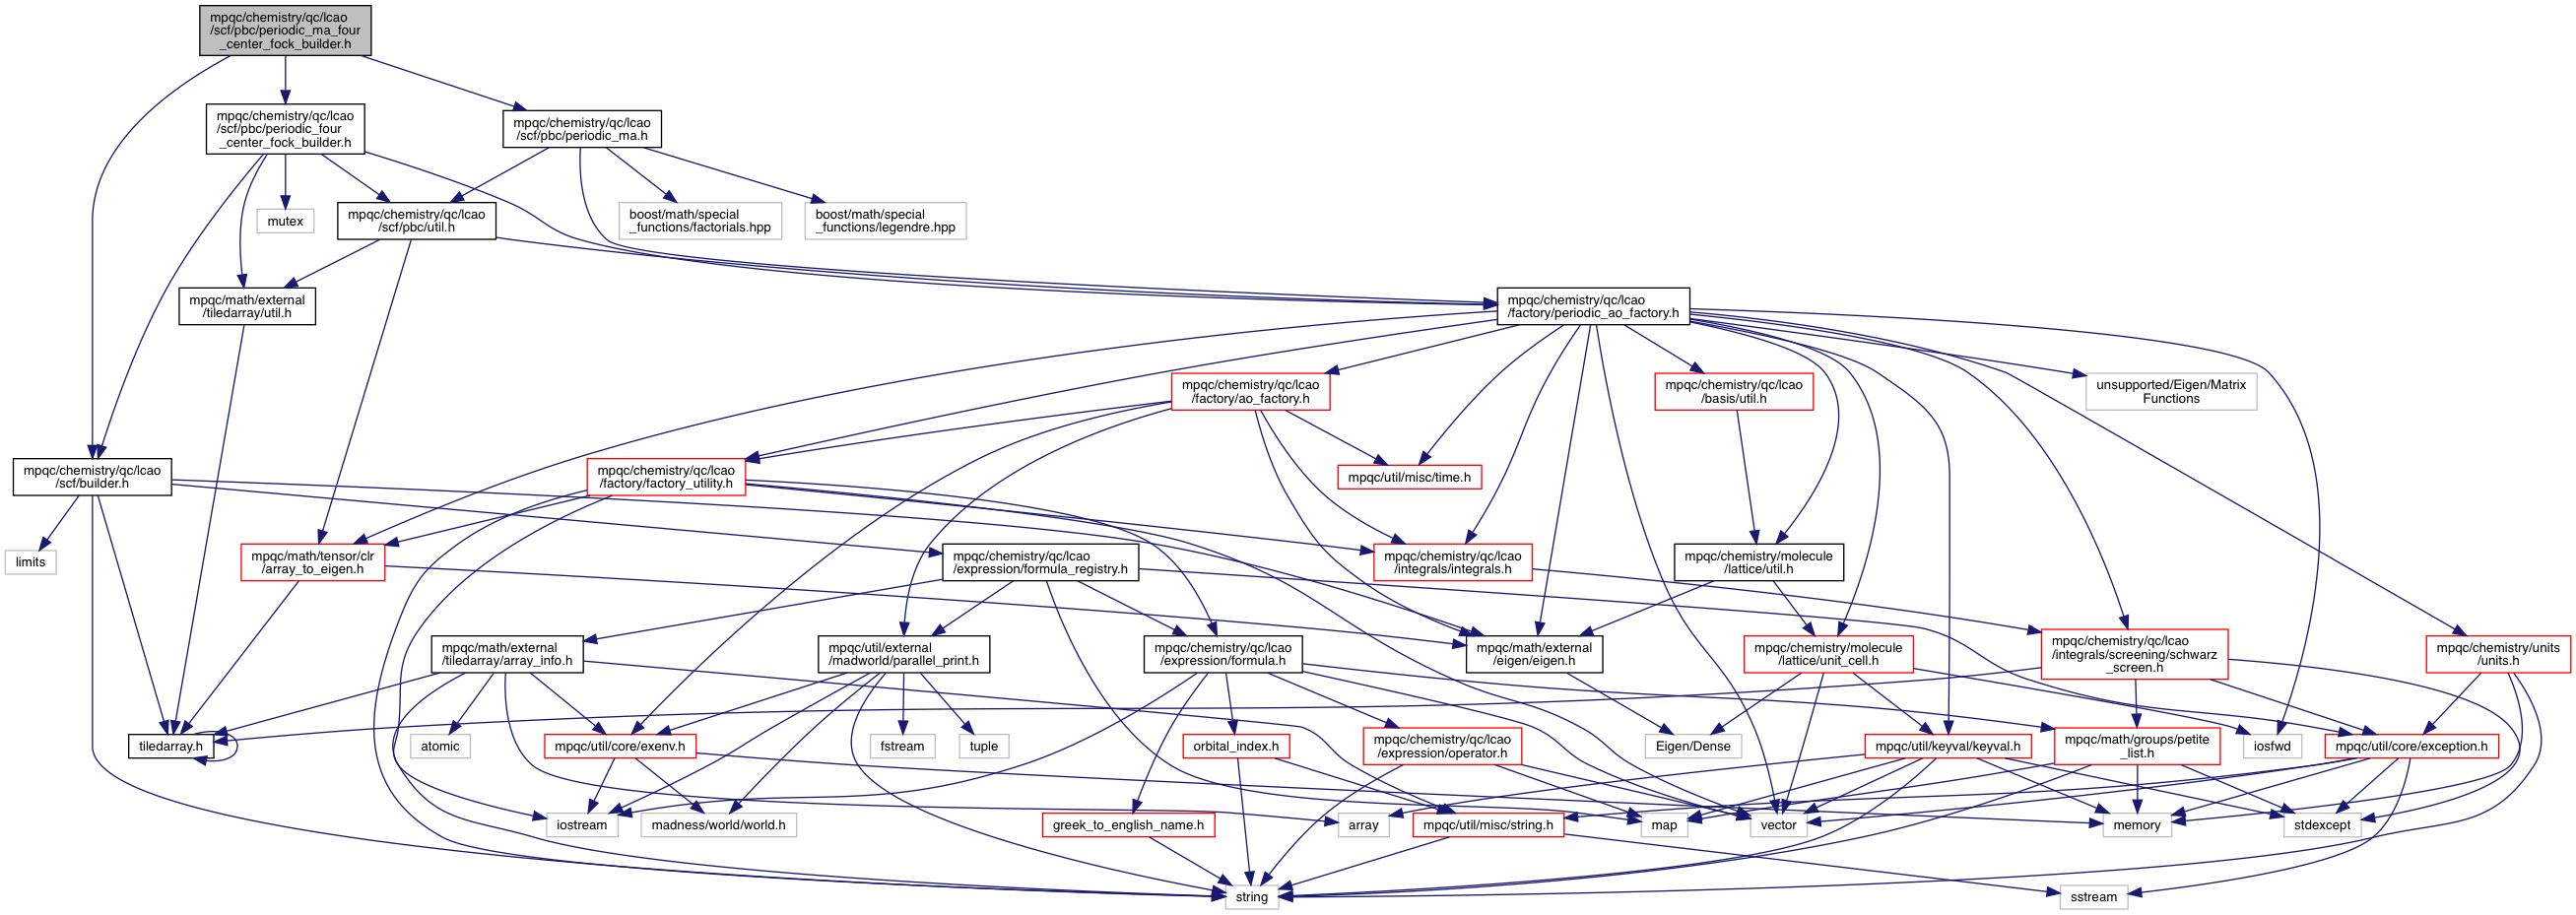 mpqc/chemistry/qc/lcao
/scf/pbc/periodic_ma_four
_center_fock_builder.h
mpqc/chemistry/qc/lcao
/scf/pbc/periodic_four
_center_fock_builder.h
mpqc/chemistry/qc/lcao
/scf/pbc/periodic_ma.h
mutex
mpqc/chemistry/qc/lcao
/scf/pbc/util.h
boost/math/special
_functions/factorials.hpp
boost/math/special
_functions/legendre.hpp
mpqc/math/external
/tiledarray/util.h
mpqc/chemistry/qc/lcao
/factory/periodic_ao_factory.h
mpqc/chemistry/qc/lcao
/factory/ao_factory.h
mpqc/chemistry/qc/lcao
/basis/util.h
unsupported/Eigen/Matrix
Functions
mpqc/chemistry/qc/lcao
/scf/builder.h
mpqc/chemistry/qc/lcao
/factory/factory_utility.h
mpqc/util/misc/time.h
limits
mpqc/math/tensor/clr
/array_to_eigen.h
mpqc/chemistry/qc/lcao
/expression/formula_registry.h
mpqc/chemistry/qc/lcao
/integrals/integrals.h
mpqc/chemistry/molecule
/lattice/util.h
mpqc/math/external
/tiledarray/array_info.h
mpqc/util/external
/madworld/parallel_print.h
mpqc/chemistry/qc/lcao
/expression/formula.h
mpqc/math/external
/eigen/eigen.h
mpqc/chemistry/molecule
/lattice/unit_cell.h
mpqc/chemistry/qc/lcao
/integrals/screening/schwarz
_screen.h
mpqc/chemistry/units
/units.h
tiledarray.h
atomic
mpqc/util/core/exenv.h
fstream
tuple
orbital_index.h
mpqc/chemistry/qc/lcao
/expression/operator.h
Eigen/Dense
mpqc/util/keyval/keyval.h
mpqc/math/groups/petite
_list.h
iosfwd
mpqc/util/core/exception.h
iostream
madness/world/world.h
greek_to_english_name.h
array
mpqc/util/misc/string.h
map
vector
memory
stdexcept
string
sstream